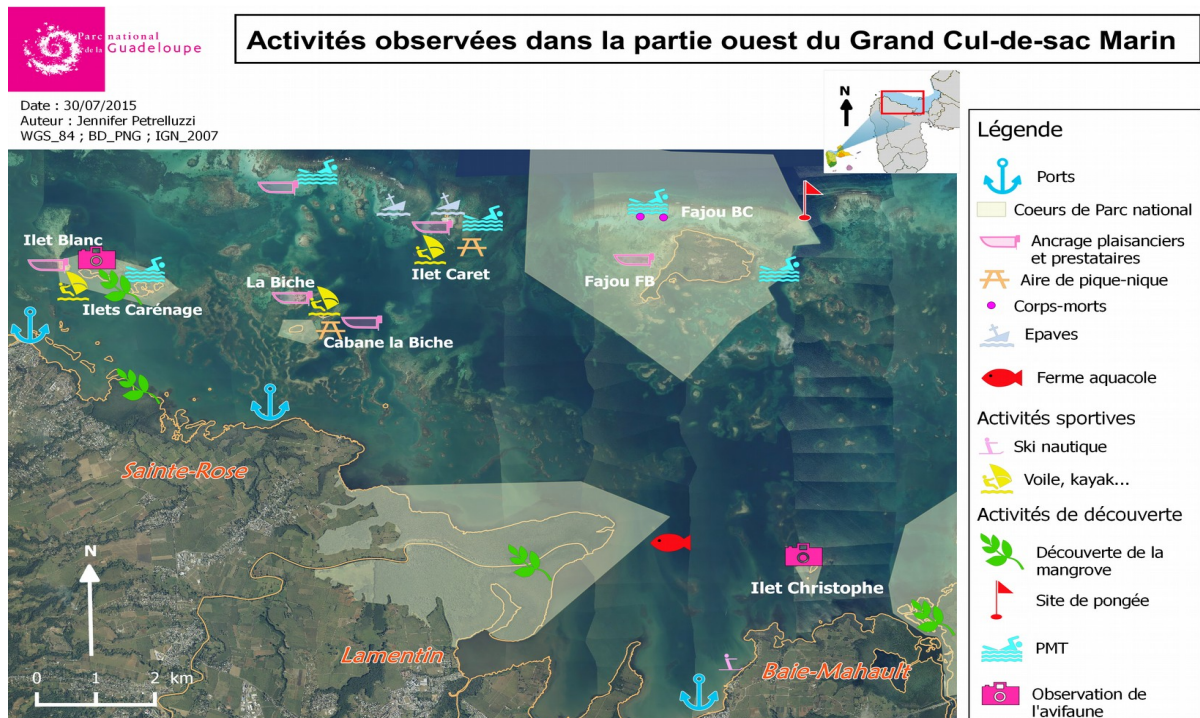 Parc national
de la Guadeloupe
Activités observées dans la partie ouest du Grand Cul-de-sac Marin
Date : 30/07/2015
Auteur : Jennifer Petrelluzzi
WGS_84 ; BD_PNG ; IGN_2007
N
Légende
Ports
Coeurs de Parc national
Ancrage plaisanciers
et prestataires
Aire de pique-nique
Corps-morts
Epaves
Ferme aquacole
Activités sportives
Ski nautique
Voile, kayak...
Activités de découverte
Découverte de la
mangrove
Site de pongée
PMT
Observation de
l'avifaune
Ilet Blanc
Ilets Carénage
La Biche
Cabane la Biche
Ilet Caret
Fajou BC
Fajou FB
Sainte-Rose
Ilet Christophe
Lamentin
Baie-Mahault
N
0 1 2 km